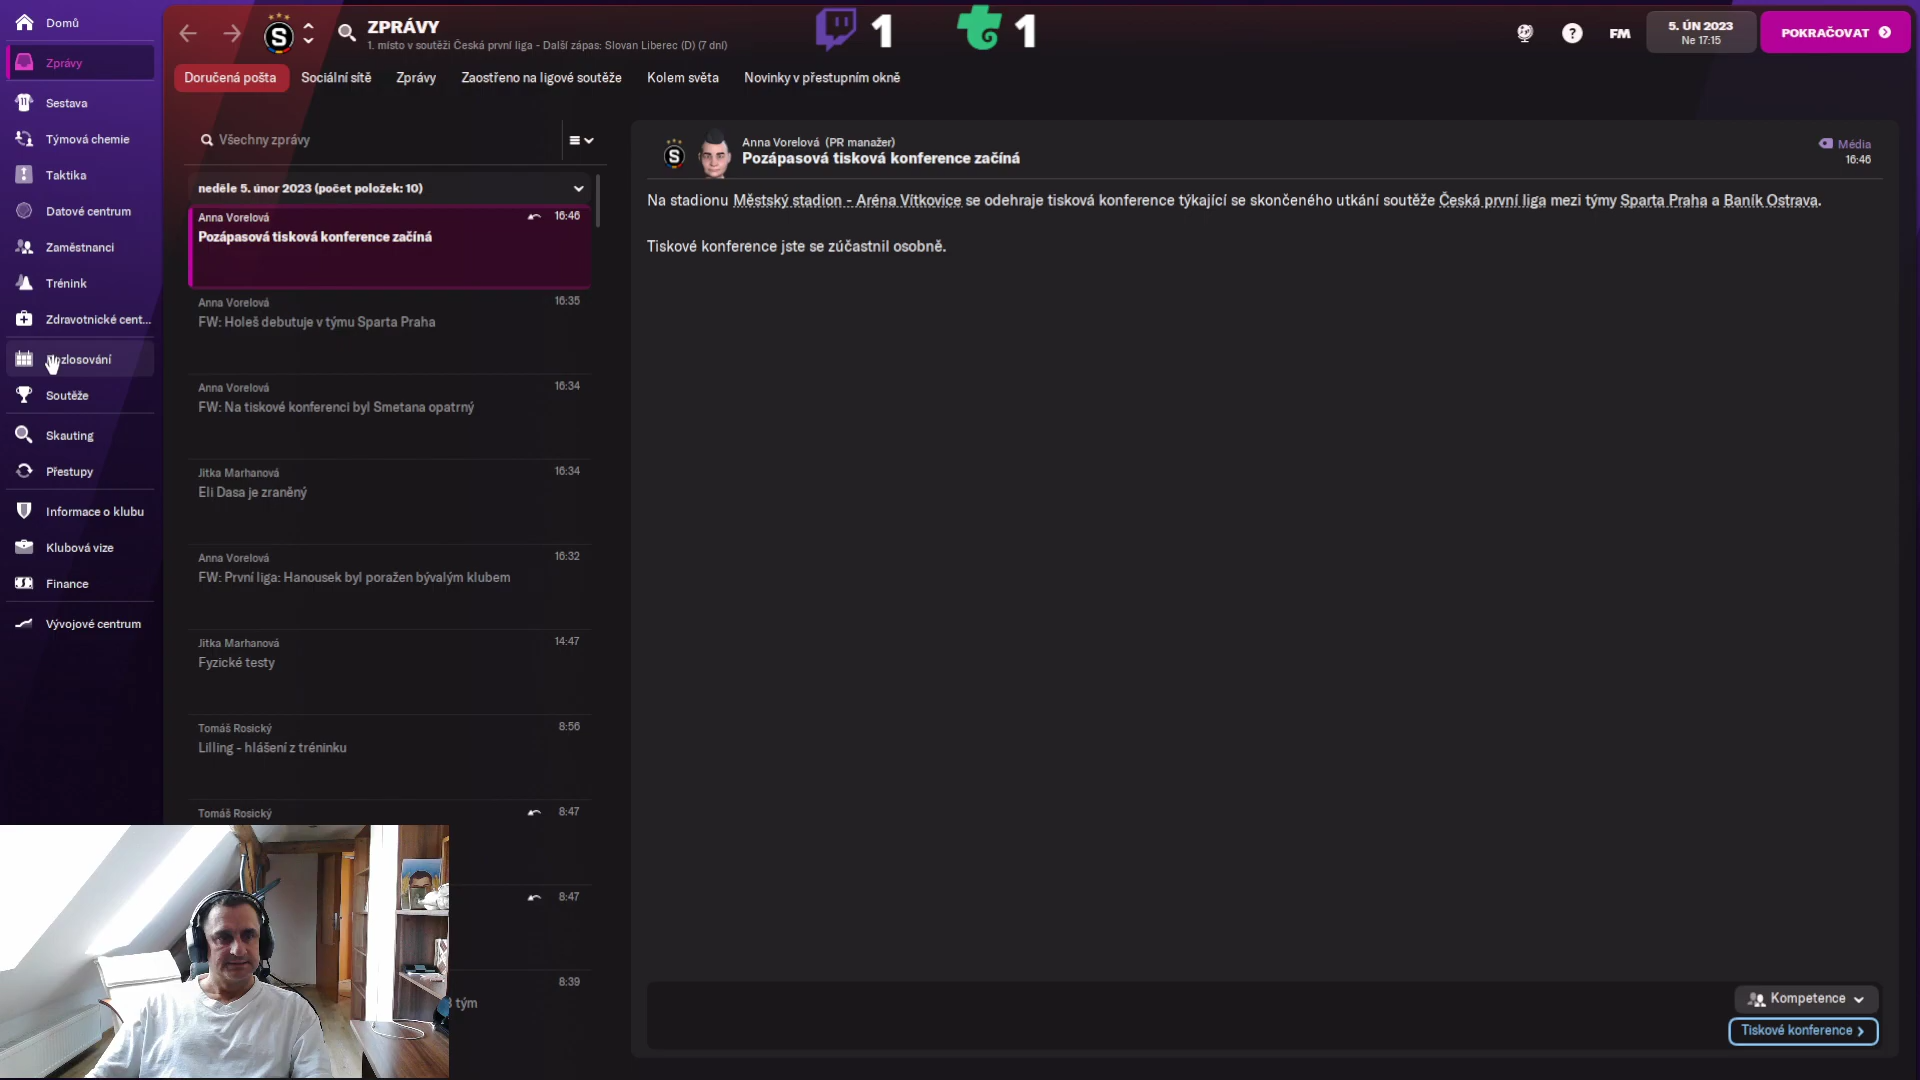 Domů
Zprávy
Sestava
Týmová chemie
Taktika
Datové centrum
Zaměstnanci
Trénink
Zdravotnické cent...
Soutěže
Skauting
Přestupy
Informace o klubu
Klubová vize
Finance
Vývojové centrum
ZPRÁVY
1. místo v soutěži Česká první liga - Další zápas: Slovan Liberec (D) (7 dní)
1
1
FM
5. ÚN 2023
Ne 17:15
POKRAČOVAT
Doručená pošta
Sociální sítě
Zprávy
Zaostřeno na ligové soutěže
Kolem světa
Novinky v přestupním okně
Všechny zprávy
neděle 5. únor 2023 (počet položek: 10)
Anna Vorelová 16:46
Pozápasová tisková konference začíná
Anna Vorelová 16:35
FW: Holeš debutuje v týmu Sparta Praha
Anna Vorelová 16:34
FW: Na tiskové konferenci byl Smetana opatrný
Jitka Marhanová 16:34
Eli Dasa je zraněný
Anna Vorelová 16:32
FW: První liga: Hanousek byl poražen bývalým klubem
Jitka Marhanová 14:47
Fyzické testy
Tomáš Rosický 8:56
Lilling - hlášení z tréninku
Tomáš Rosický 8:47
8:47
8:39
tým
Anna Vorelová (PR manažer)
Pozápasová tisková konference začíná
Média
16:46
Na stadionu Městský stadion - Aréna Vítkovice se odehraje tisková konference týkající se skončeného utkání soutěže Česká první liga mezi týmy Sparta Praha a Baník Ostrava.
Tiskové konference jste se zúčastnil osobně.
Kompetence
Tiskové konference